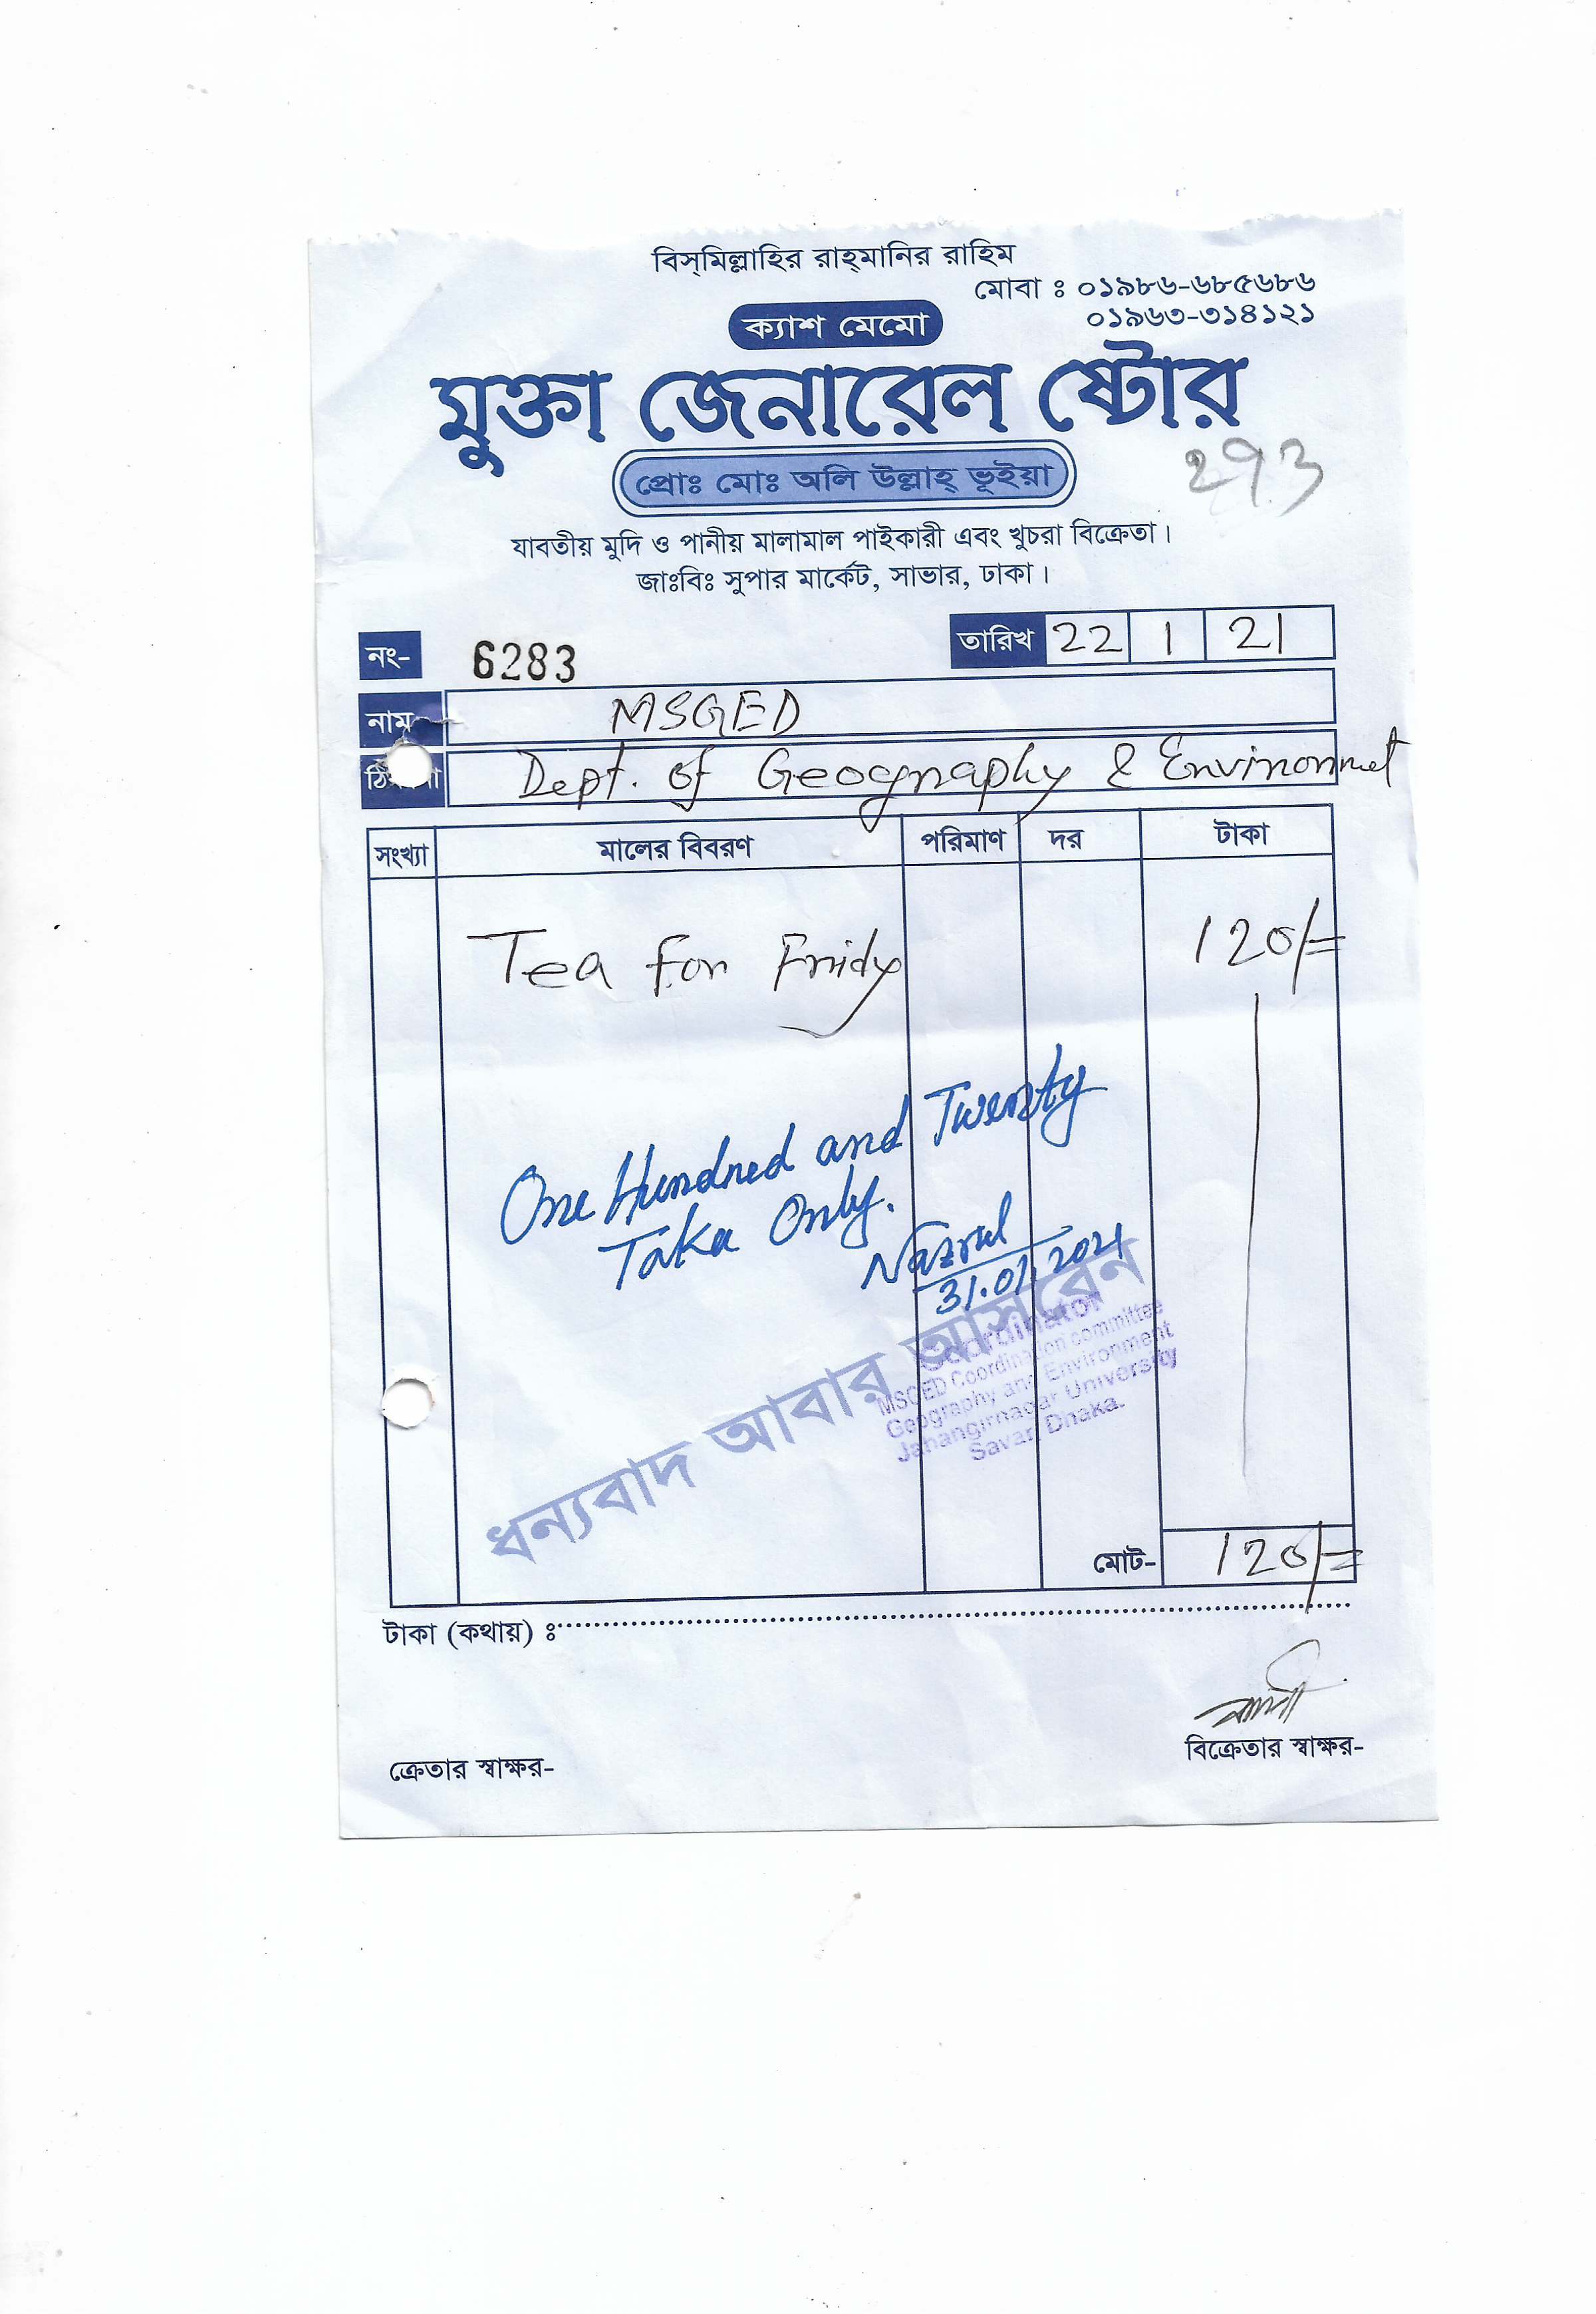 বিস্‌মিল্লাহির রাহ্‌মানির রাহিম
মোবা ঃ ০১৯৮৬-৬৮৫৬৮৬
০১৯৬৩-৩১৪১২১
ক্যাশ মেমো
মুক্তা জেনারেল ষ্টোর
প্রোঃ মোঃ অলি উল্লাহ্ ভূইয়া
293
যাবতীয় মুদি ও পানীয় মালামাল পাইকারী এবং খুচরা বিক্রেতা।
জাঃবিঃ সুপার মার্কেট, সাভার, ঢাকা।
নং- 6283 তারিখ 22 1 21
নাম MSGED
Dept. of Geography & Environmet
সংখ্যা মালের বিবরণ পরিমাণ দর টাকা
Tea for Fridy 120/=
One Hundred and Twenty
Taka Only.
Nazrul
31.01.2021
ধন্যবাদ আবার আসবেন
Coordinator
MSGED Coordination committee
Geography and Environment
Jahangirnagar University
Savar, Dhaka.
মোট- 120/=
টাকা (কথায়) ঃ
ক্রেতার স্বাক্ষর- বিক্রেতার স্বাক্ষর-